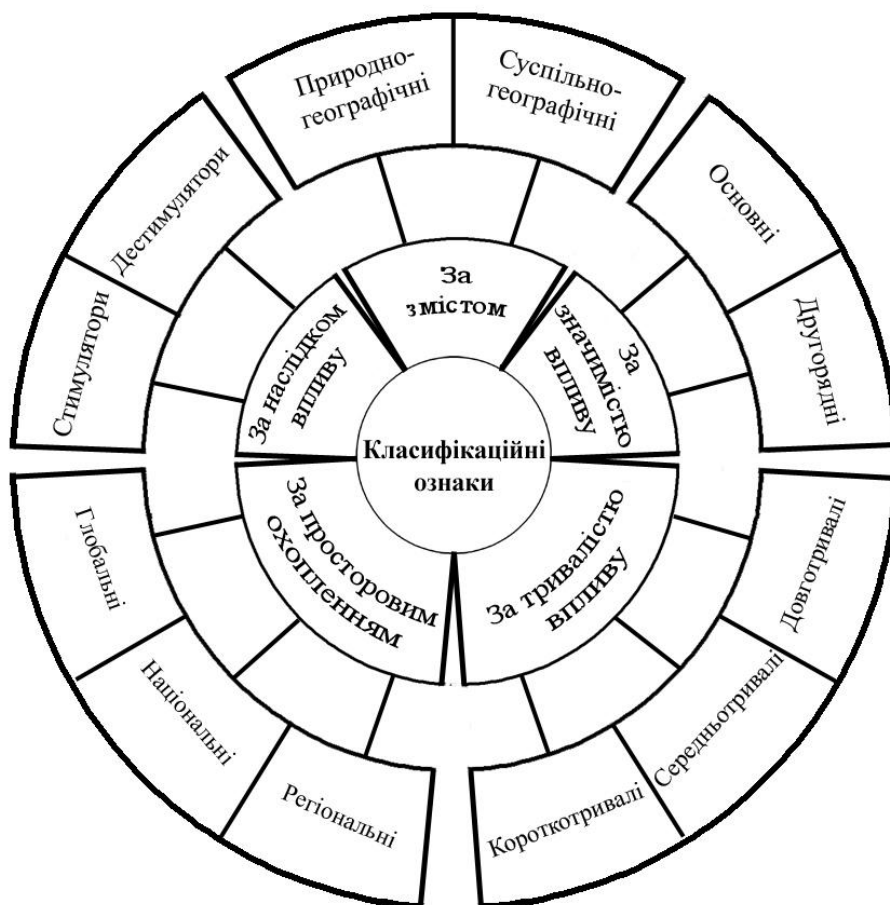 Природно-
географічні
Суспільно-
географічні
Основні
Другорядні
Довготривалі
Середньотривалі
Короткотривалі
Регіональні
Національні
Глобальні
Стимулятори
Дестимулятори
За
змістом
За
значимістю
впливу
За тривалістю
впливу
За просторовим
охопленням
За наслідком
впливу
Класифікаційні
ознаки